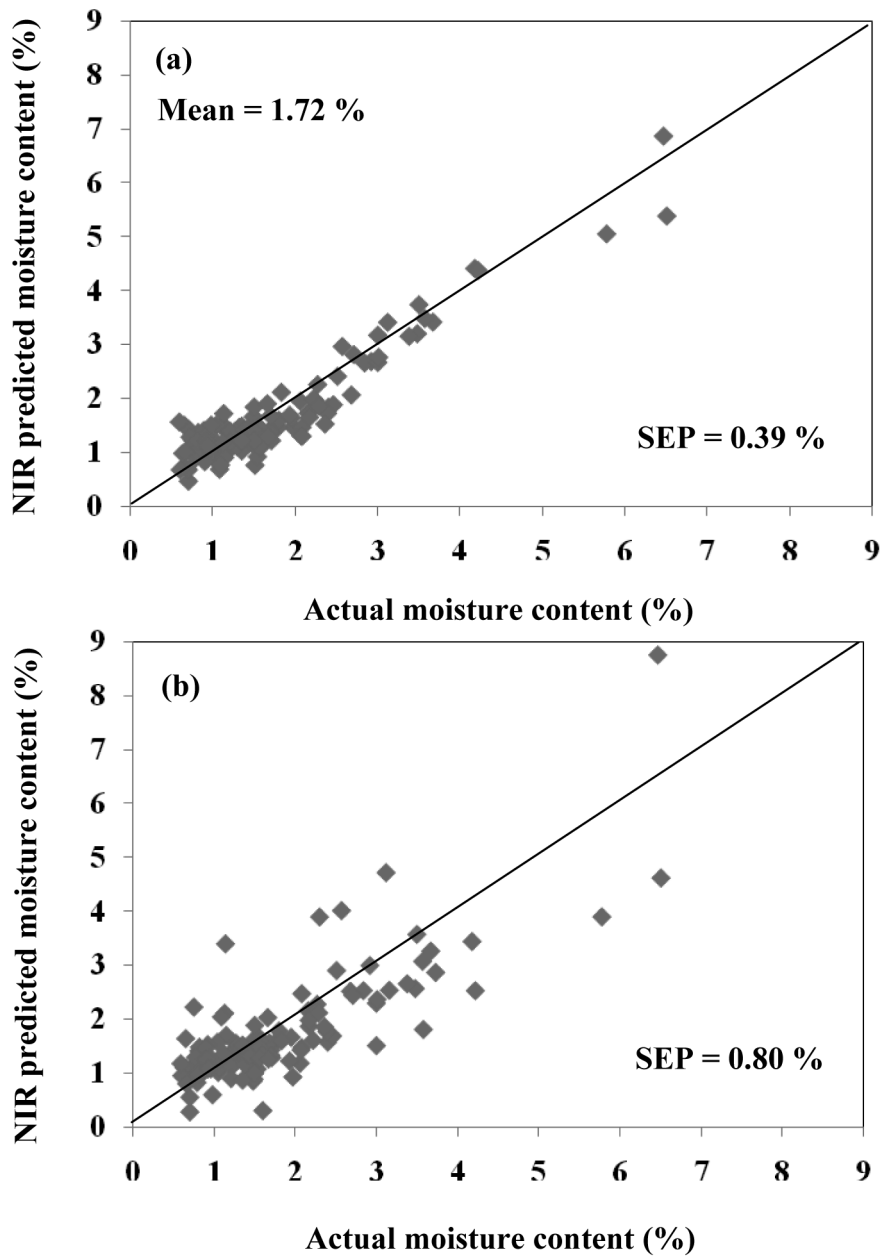 NIR predicted moisture content (%)
9
8
7
6
5
4
3
2
1
0
(a)
Mean = 1.72 %
SEP = 0.39 %
0 1 2 3 4 5 6 7 8 9
Actual moisture content (%)
NIR predicted moisture content (%)
9
8
7
6
5
4
3
2
1
0
(b)
SEP = 0.80 %
0 1 2 3 4 5 6 7 8 9
Actual moisture content (%)